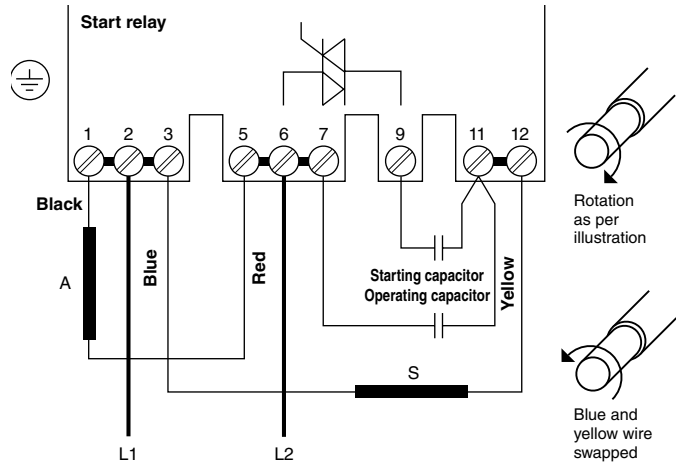 Start relay
1 2 3 5 6 7 9 11 12
Black
Blue
Red
Yellow
A
Starting capacitor
Operating capacitor
S
L1
L2
Rotation
as per
illustration
Blue and
yellow wire
swapped